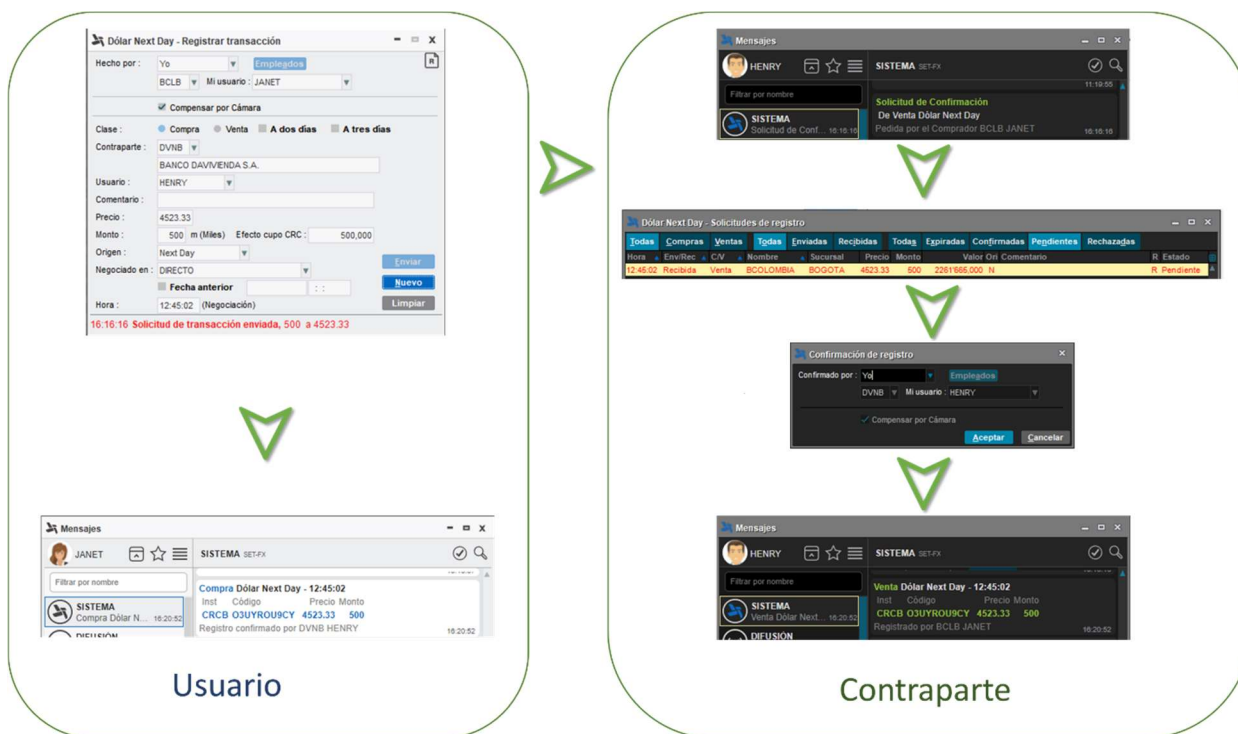 Dólar Next Day - Registrar transacción
Hecho por : Yo Empleados
BCLB Mi usuario : JANET
Compensar por Cámara
Clase : Compra Venta A dos días A tres días
Contraparte : DVNB
BANCO DAVIVIENDA S.A.
Usuario : HENRY
Comentario :
Precio : 4523.33
Monto : 500 m (Miles) Efecto cupo CRC : 500,000
Origen : Next Day
Negociado en : DIRECTO
Enviar
Fecha anterior : :
Nuevo
Hora : 12:45:02 (Negociación) Limpiar
16:16:16 Solicitud de transacción enviada, 500 a 4523.33
Mensajes
JANET SISTEMA SET-FX
Filtrar por nombre
SISTEMA
Compra Dólar N... 16:20:52
DIFUSIÓN
Compra Dólar Next Day - 12:45:02
Inst Código Precio Monto
CRCB O3UYROU9CY 4523.33 500
Registro confirmado por DVNB HENRY
16:20:52
Usuario
Mensajes
HENRY SISTEMA SET-FX
11:19:55
Filtrar por nombre
SISTEMA
Solicitud de Conf... 16:16:16
Solicitud de Confirmación
De Venta Dólar Next Day
Pedida por el Comprador BCLB JANET 16:16:16
Dólar Next Day - Solicitudes de registro
Todas Compras Ventas Todas Enviadas Recibidas Todas Expiradas Confirmadas Pendientes Rechazadas
Hora Env/Rec C/V Nombre Sucursal Precio Monto Valor Ori Comentario R Estado
12:45:02 Recibida Venta BCOLOMBIA BOGOTA 4523.33 500 2261'665,000 N R Pendiente
Confirmación de registro
Confirmado por : Yo Empleados
DVNB Mi usuario : HENRY
Compensar por Cámara
Aceptar Cancelar
Mensajes
HENRY SISTEMA SET-FX
Filtrar por nombre
SISTEMA
Venta Dólar Next... 16:20:52
DIFUSIÓN
Venta Dólar Next Day - 12:45:02
Inst Código Precio Monto
CRCB O3UYROU9CY 4523.33 500
Registrado por BCLB JANET
16:20:52
Contraparte